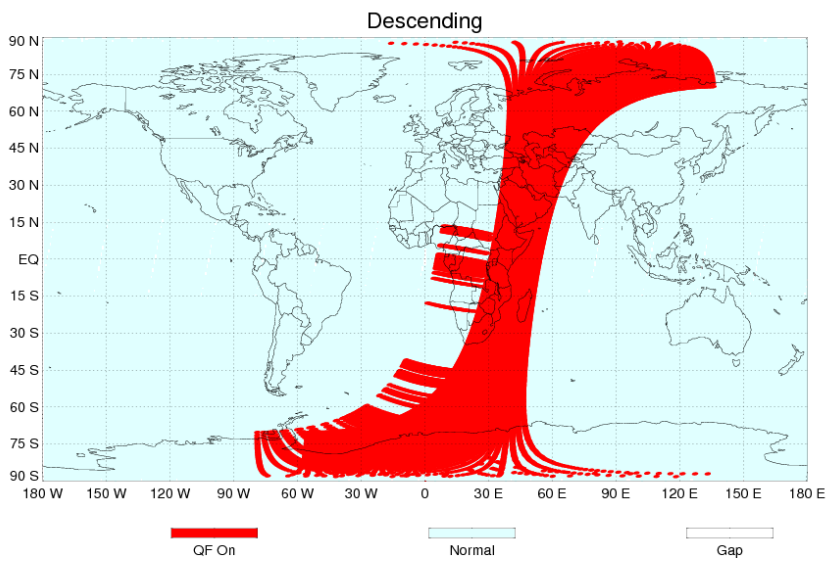 Descending
90 N
75 N
60 N
45 N
30 N
15 N
EQ
15 S
30 S
45 S
60 S
75 S
90 S
180 W 150 W 120 W 90 W 60 W 30 W 0 30 E 60 E 90 E 120 E 150 E 180 E
QF On Normal Gap